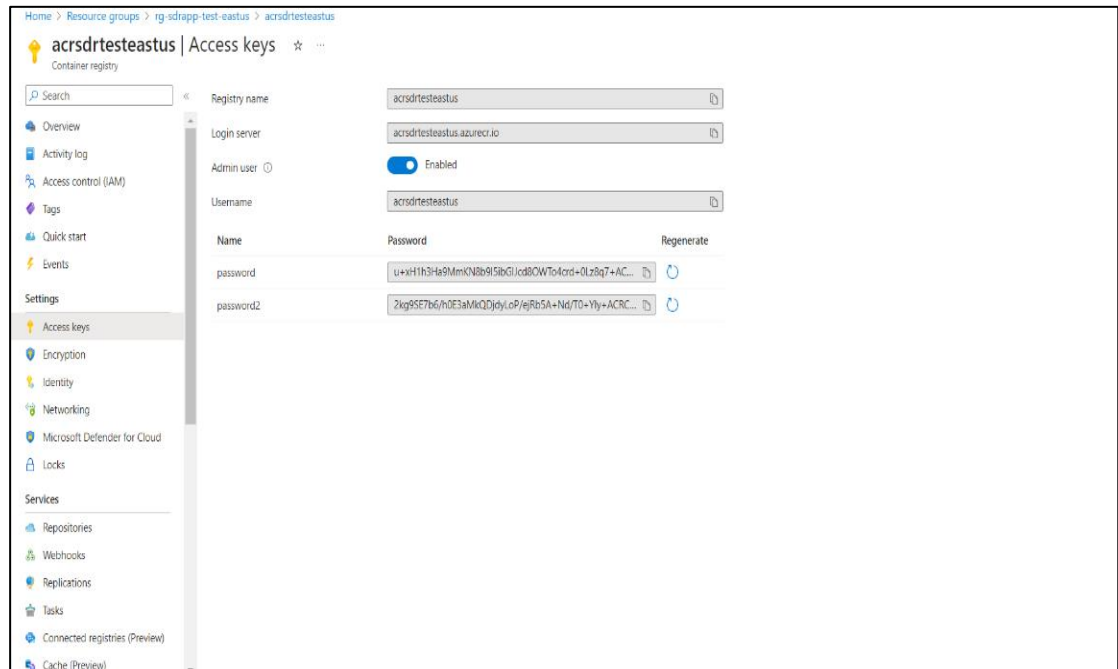 Home > Resource groups > rg-sdrapp-test-eastus > acrsdrtesteastus
acrsdrtesteastus | Access keys
Container registry
Search
Overview
Activity log
Access control (IAM)
Tags
Quick start
Events
Settings
Access keys
Encryption
Identity
Networking
Microsoft Defender for Cloud
Locks
Services
Repositories
Webhooks
Replications
Tasks
Connected registries (Preview)
Cache (Preview)
Registry name acrsdrtesteastus
Login server acrsdrtesteastus.azurecr.io
Admin user Enabled
Username acrsdrtesteastus
Name Password Regenerate
password
password2